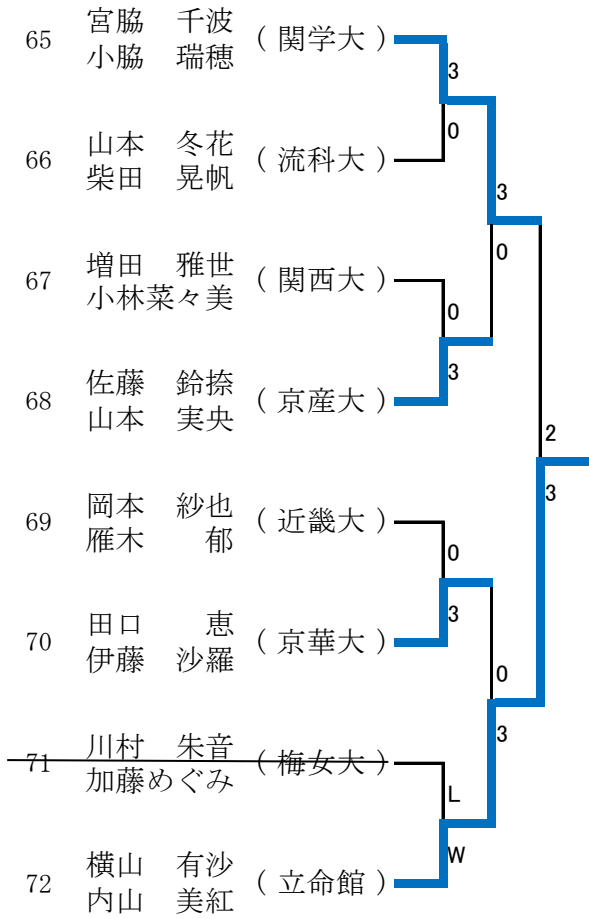 65 宮脇 千波 小脇 瑞穂 ( 関学大 )
3
0
66 山本 冬花 柴田 晃帆 ( 流科大 )
3
0
67 増田 雅世 小林菜々美 ( 関西大 )
0
3
68 佐藤 鈴捺 山本 実央 ( 京産大 )
2
3
69 岡本 紗也 雁木 郁 ( 近畿大 )
0
3
70 田口 恵 伊藤 沙羅 ( 京華大 )
0
3
71 川村 朱音 加藤めぐみ ( 梅女大 )
L
W
72 横山 有沙 内山 美紅 ( 立命館 )